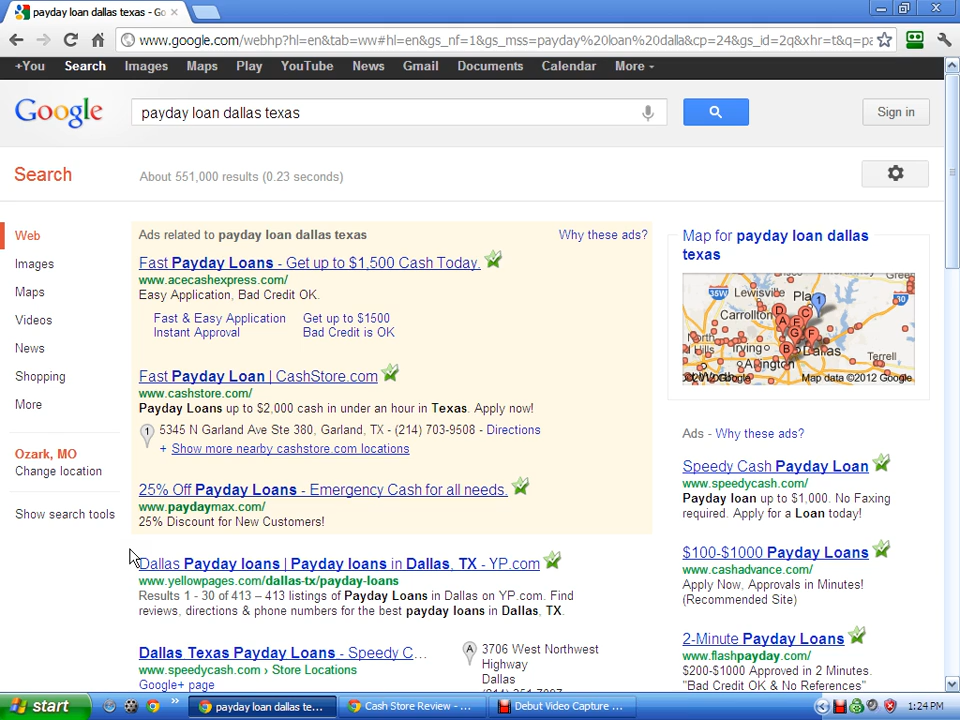 payday loan dallas texas - Go
www.google.com/webhp?hl=en&tab=ww#hl=en&gs_nf=1&gs_mss=payday%20loan%20dalla&cp=24&gs_id=2q&xhr=t&q=pa
+You Search Images Maps Play YouTube News Gmail Documents Calendar More
Google payday loan dallas texas Sign in
Search About 551,000 results (0.23 seconds)
Web
Images
Maps
Videos
News
Shopping
More
Ozark, MO
Change location
Show search tools
Ads related to payday loan dallas texas Why these ads?
Fast Payday Loans - Get up to $1,500 Cash Today.
www.acecashexpress.com/
Easy Application, Bad Credit OK.
Fast & Easy Application Get up to $1500
Instant Approval Bad Credit is OK
Fast Payday Loan | CashStore.com
www.cashstore.com/
Payday Loans up to $2,000 cash in under an hour in Texas. Apply now!
1 5345 N Garland Ave Ste 380, Garland, TX - (214) 703-9508 - Directions
+ Show more nearby cashstore.com locations
25% Off Payday Loans - Emergency Cash for all needs.
www.paydaymax.com/
25% Discount for New Customers!
Dallas Payday loans | Payday loans in Dallas, TX - YP.com
www.yellowpages.com/dallas-tx/payday-loans
Results 1 - 30 of 413 – 413 listings of Payday Loans in Dallas on YP.com. Find
reviews, directions & phone numbers for the best payday loans in Dallas, TX.
Dallas Texas Payday Loans - Speedy C...
www.speedycash.com › Store Locations
Google+ page
A 3706 West Northwest
Highway
Dallas
Map for payday loan dallas
texas
35W Lewisville Pla 1 30
Carrollton D C
A E
North Irving G F
Hills B Dallas Terrell
Arlington
©2012 Google Map data ©2012 Google
Ads - Why these ads?
Speedy Cash Payday Loan
www.speedycash.com/
Payday loan up to $1,000. No Faxing
required. Apply for a Loan today!
$100-$1000 Payday Loans
www.cashadvance.com/
Apply Now, Approvals in Minutes!
(Recommended Site)
2-Minute Payday Loans
www.flashpayday.com/
$200-$1000 Approved in 2 Minutes.
"Bad Credit OK & No References"
start payday loan dallas te... Cash Store Review - ... Debut Video Capture ... 1:24 PM